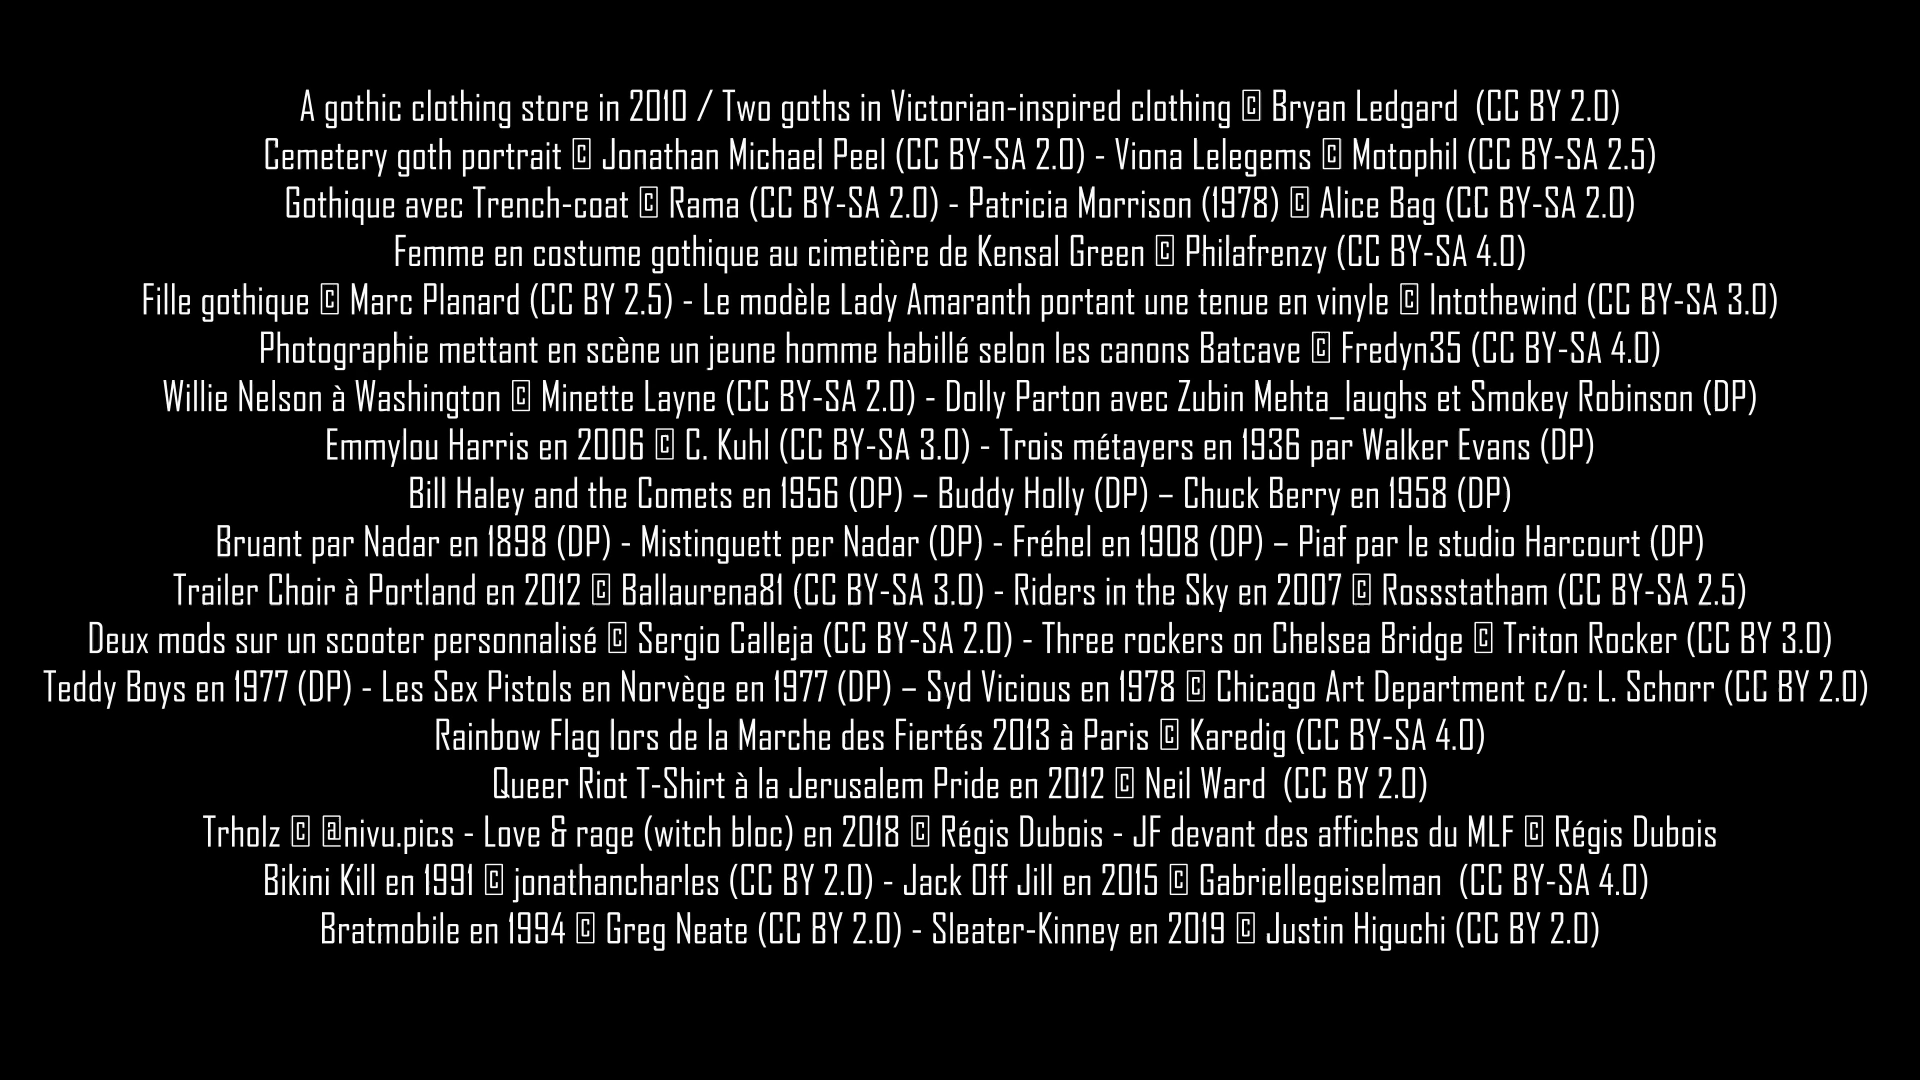 A gothic clothing store in 2010 / Two goths in Victorian-inspired clothing © Bryan Ledgard  (CC BY 2.0)
Cemetery goth portrait © Jonathan Michael Peel (CC BY-SA 2.0) - Viona Lelegems © Motophil (CC BY-SA 2.5)
Gothique avec Trench-coat © Rama (CC BY-SA 2.0) - Patricia Morrison (1978) © Alice Bag (CC BY-SA 2.0)
Femme en costume gothique au cimetière de Kensal Green © Philafrenzy (CC BY-SA 4.0)
Fille gothique © Marc Planard (CC BY 2.5) - Le modèle Lady Amaranth portant une tenue en vinyle © Intothewind (CC BY-SA 3.0)
Photographie mettant en scène un jeune homme habillé selon les canons Batcave © Fredyn35 (CC BY-SA 4.0)
Willie Nelson à Washington © Minette Layne (CC BY-SA 2.0) - Dolly Parton avec Zubin Mehta_laughs et Smokey Robinson (DP)
Emmylou Harris en 2006 © C. Kuhl (CC BY-SA 3.0) - Trois métayers en 1936 par Walker Evans (DP)
Bill Haley and the Comets en 1956 (DP) – Buddy Holly (DP) – Chuck Berry en 1958 (DP)
Bruant par Nadar en 1898 (DP) - Mistinguett per Nadar (DP) - Fréhel en 1908 (DP) – Piaf par le studio Harcourt (DP)
Trailer Choir à Portland en 2012 © Ballaurena81 (CC BY-SA 3.0) - Riders in the Sky en 2007 © Rossstatham (CC BY-SA 2.5)
Deux mods sur un scooter personnalisé © Sergio Calleja (CC BY-SA 2.0) - Three rockers on Chelsea Bridge © Triton Rocker (CC BY 3.0)
Teddy Boys en 1977 (DP) - Les Sex Pistols en Norvège en 1977 (DP) – Syd Vicious en 1978 © Chicago Art Department c/o: L. Schorr (CC BY 2.0)
Rainbow Flag lors de la Marche des Fiertés 2013 à Paris © Karedig (CC BY-SA 4.0)
Queer Riot T-Shirt à la Jerusalem Pride en 2012 © Neil Ward  (CC BY 2.0)
Trholz © @nivu.pics - Love & rage (witch bloc) en 2018 © Régis Dubois - JF devant des affiches du MLF © Régis Dubois
Bikini Kill en 1991 © jonathancharles (CC BY 2.0) - Jack Off Jill en 2015 © Gabriellegeiselman  (CC BY-SA 4.0)
Bratmobile en 1994 © Greg Neate (CC BY 2.0) - Sleater-Kinney en 2019 © Justin Higuchi (CC BY 2.0)